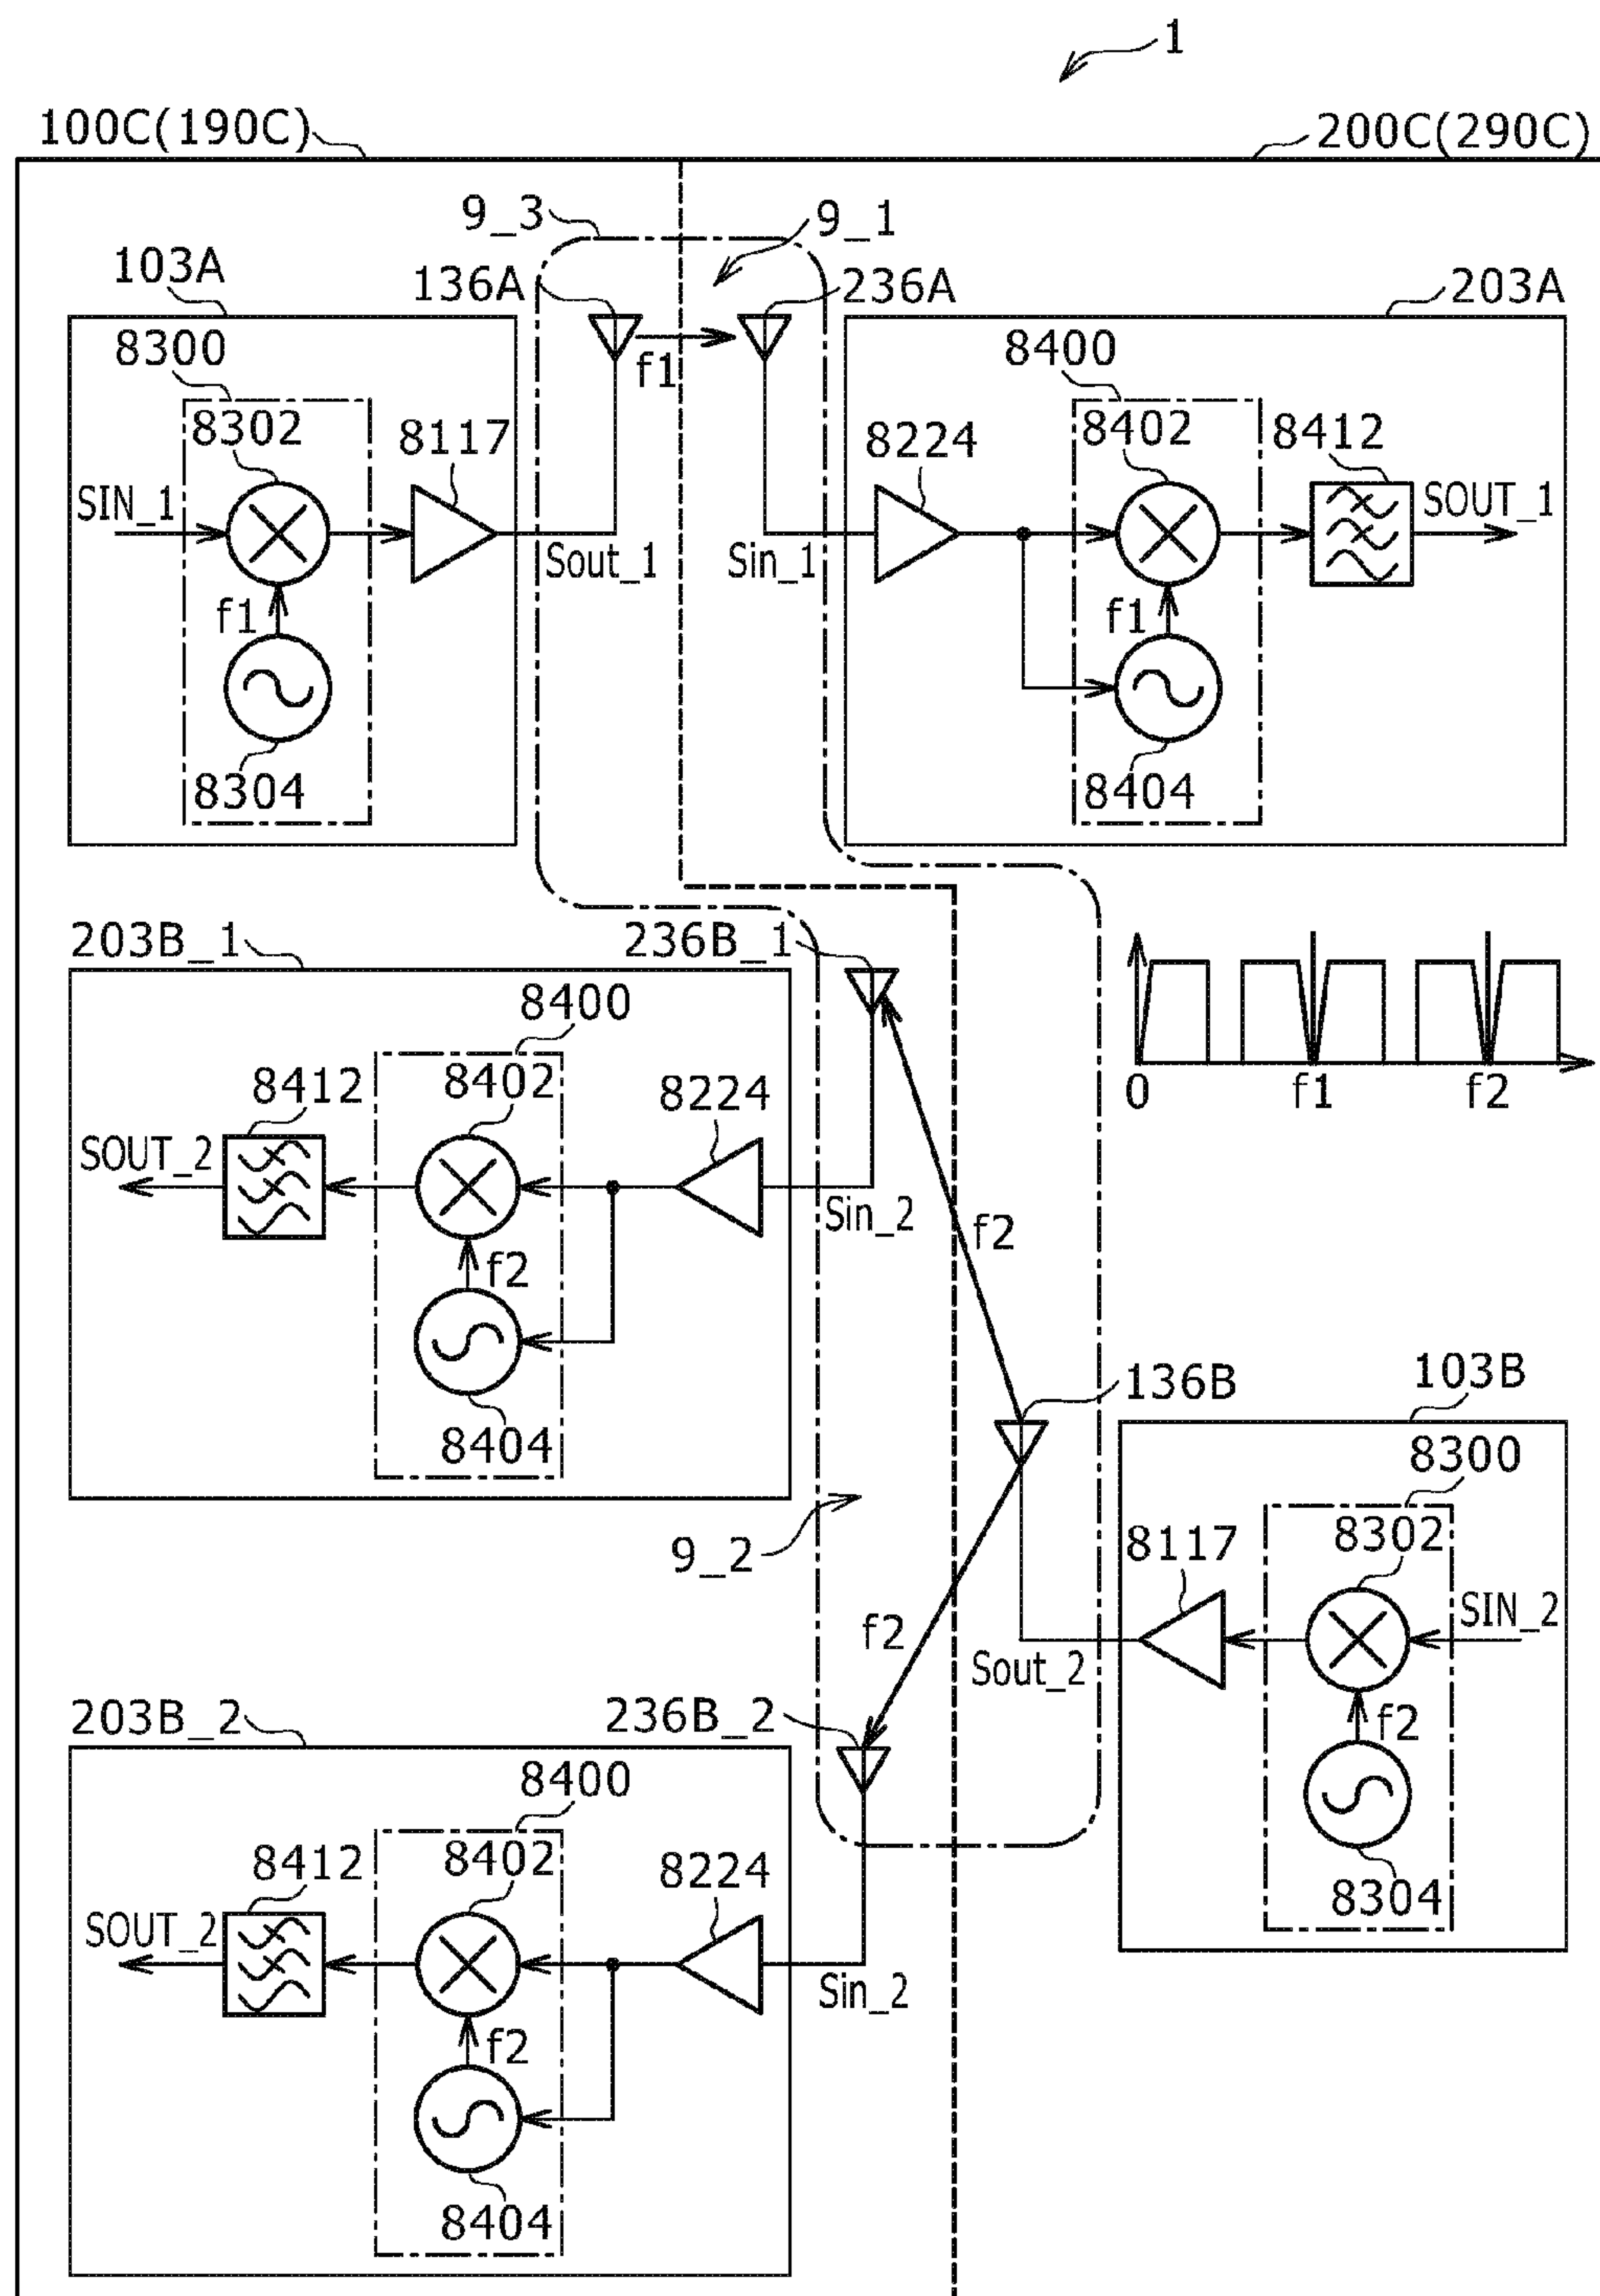 1
100C(190C)
200C(290C)
9_3
9_1
103A
136A
236A
203A
8300
8400
8302
8117
8224
8402
8412
SIN_1
SOUT_1
Sout_1
Sin_1
f1
f1
f1
8304
8404
203B_1
236B_1
8400
8412
8402
8224
0
f1
f2
SOUT_2
Sin_2
f2
f2
136B
103B
8404
8300
9_2
8117
8302
SIN_2
f2
Sout_2
f2
203B_2
236B_2
8400
8412
8402
8224
8304
SOUT_2
Sin_2
f2
8404